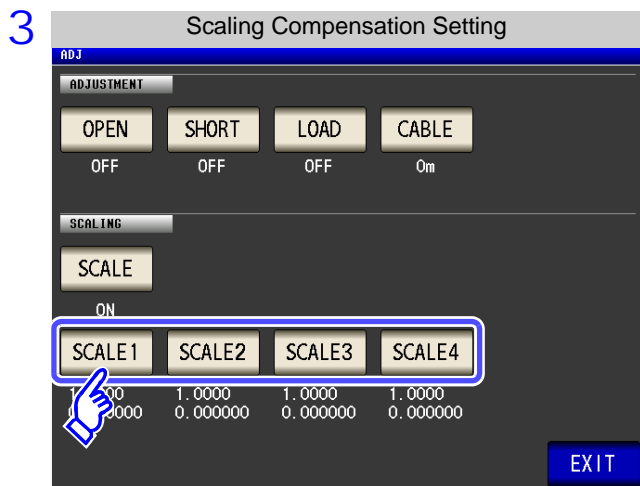 3
Scaling Compensation Setting
ADJ
ADJUSTMENT
OPEN SHORT LOAD CABLE
OFF OFF OFF 0m
SCALING
SCALE
ON
SCALE1 SCALE2 SCALE3 SCALE4
1.0000 1.0000 1.0000
0.000000 0.000000 0.000000
EXIT